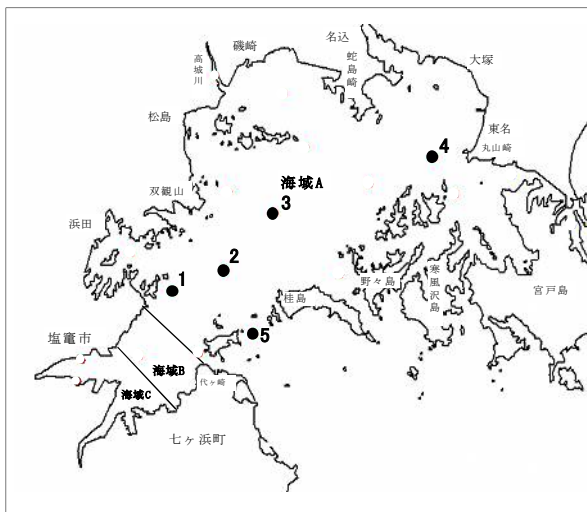 名込
磯崎
高城川
蛇島崎
大塚
松島
東名
丸山崎
4
海域A
双観山
3
浜田
2
1
野々島
寒風沢島
宮戸島
桂島
塩竈市
5
海域B
代ヶ崎
海域C
七ヶ浜町